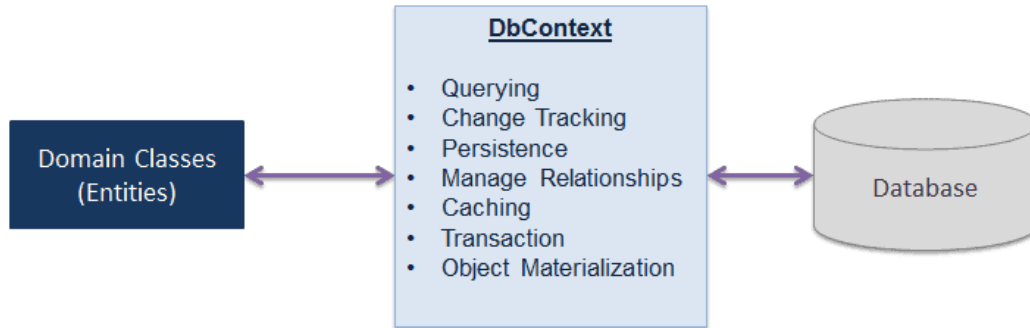 DbContext
• Querying
• Change Tracking
• Persistence
• Manage Relationships
• Caching
• Transaction
• Object Materialization
Domain Classes
(Entities)
Database